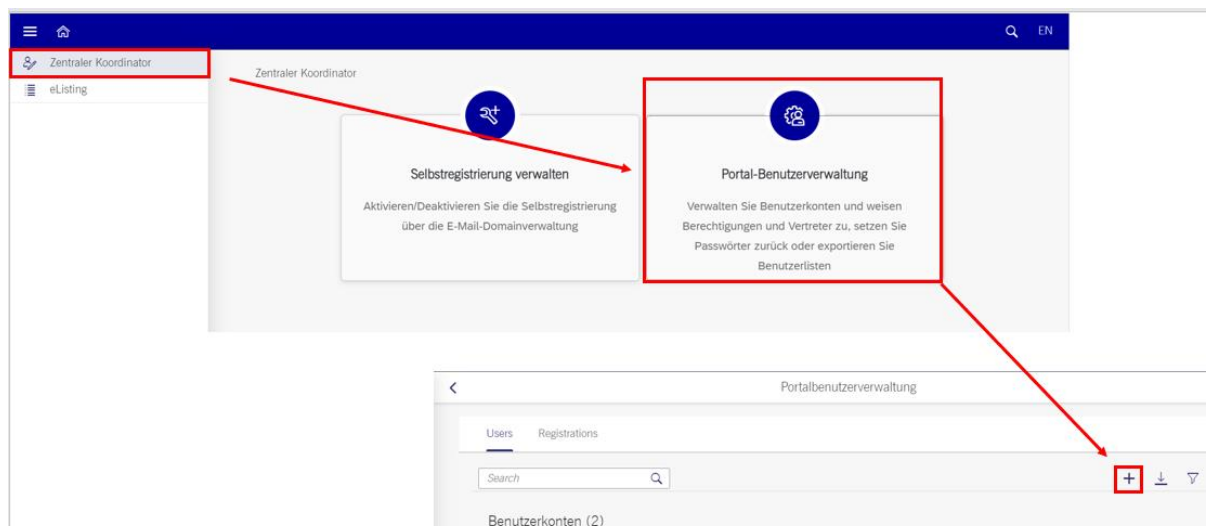 EN
Zentraler Koordinator
eListing
Zentraler Koordinator
Selbstregistrierung verwalten
Aktivieren/Deaktivieren Sie die Selbstregistrierung
über die E-Mail-Domainverwaltung
Portal-Benutzerverwaltung
Verwalten Sie Benutzerkonten und weisen
Berechtigungen und Vertreter zu, setzen Sie
Passwörter zurück oder exportieren Sie
Benutzerlisten
Portalbenutzerverwaltung
Users Registrations
Search
Benutzerkonten (2)